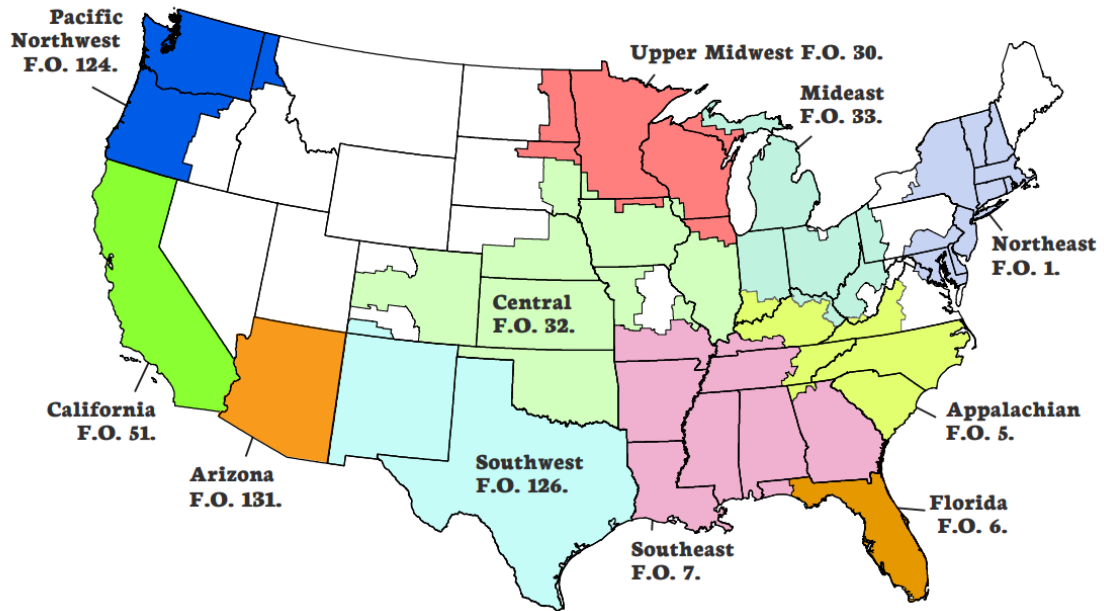 Pacific
Northwest
F.O. 124.
Upper Midwest F.O. 30.
Mideast
F.O. 33.
Northeast
F.O. 1.
Central
F.O. 32.
California
F.O. 51.
Appalachian
F.O. 5.
Arizona
F.O. 131.
Southwest
F.O. 126.
Florida
F.O. 6.
Southeast
F.O. 7.